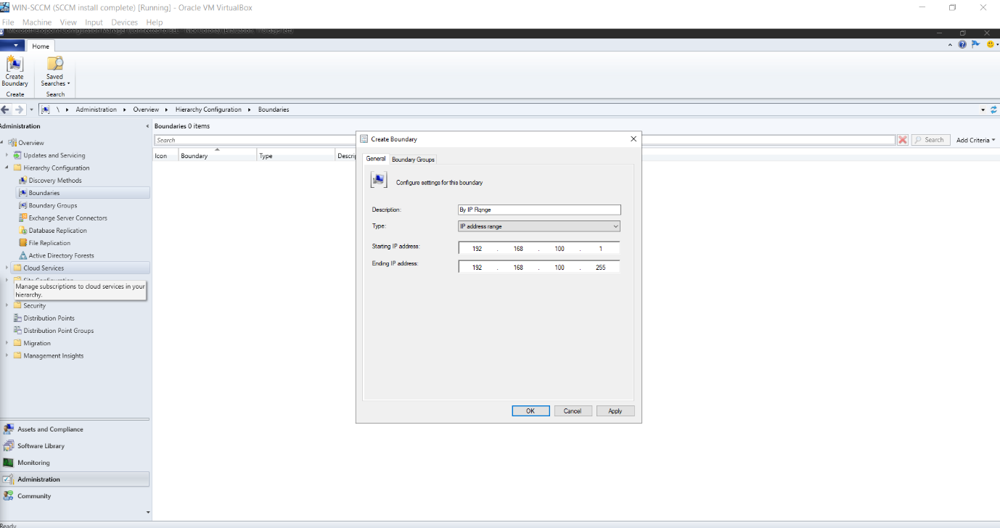 WIN-SCCM (SCCM install complete) [Running] - Oracle VM VirtualBox
File Machine View Input Devices Help
Home
Create Boundary
Saved Searches
Create
Search
\ Administration Overview Hierarchy Configuration Boundaries
Administration
Boundaries 0 items
Search
Search
Add Criteria
Icon Boundary Type Descrip
Overview
Updates and Servicing
Hierarchy Configuration
Discovery Methods
Boundaries
Boundary Groups
Exchange Server Connectors
Database Replication
File Replication
Active Directory Forests
Cloud Services
Site Configuration
Manage subscriptions to cloud services in your
hierarchy.
Security
Distribution Points
Distribution Point Groups
Migration
Management Insights
Assets and Compliance
Software Library
Monitoring
Administration
Community
Ready
Create Boundary
General Boundary Groups
Configure settings for this boundary
Description: By IP Rqnge
Type: IP address range
Starting IP address: 192 . 168 . 100 . 1
Ending IP address: 192 . 168 . 100 . 255
OK Cancel Apply